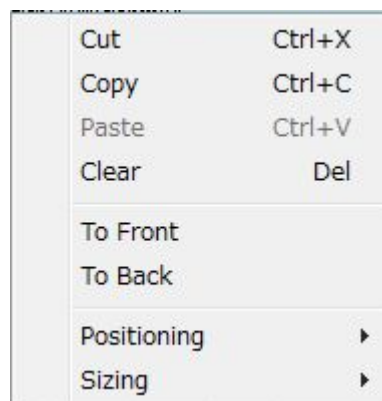 Cut Ctrl+X
Copy Ctrl+C
Paste Ctrl+V
Clear Del
To Front
To Back
Positioning
Sizing